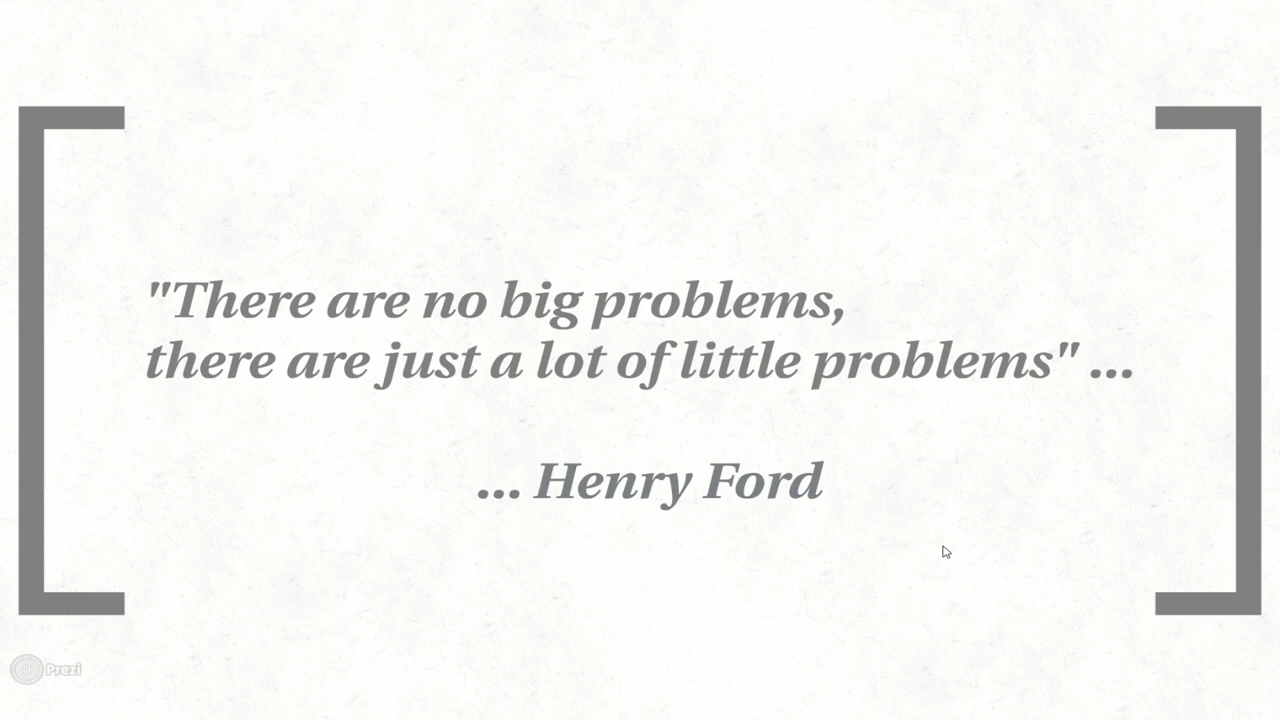 "There are no big problems,
there are just a lot of little problems" ...
... Henry Ford
Prezi